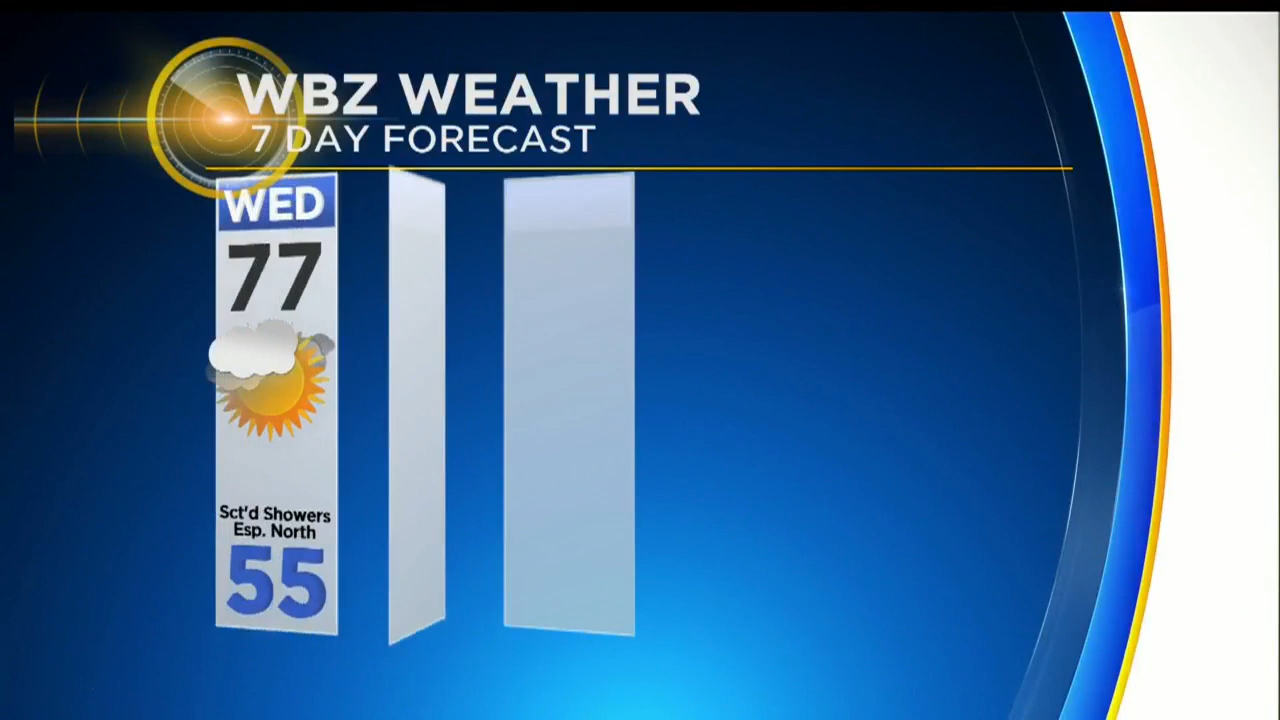 WBZ WEATHER
7 DAY FORECAST
WED
77
Sct'd Showers
Esp. North
55